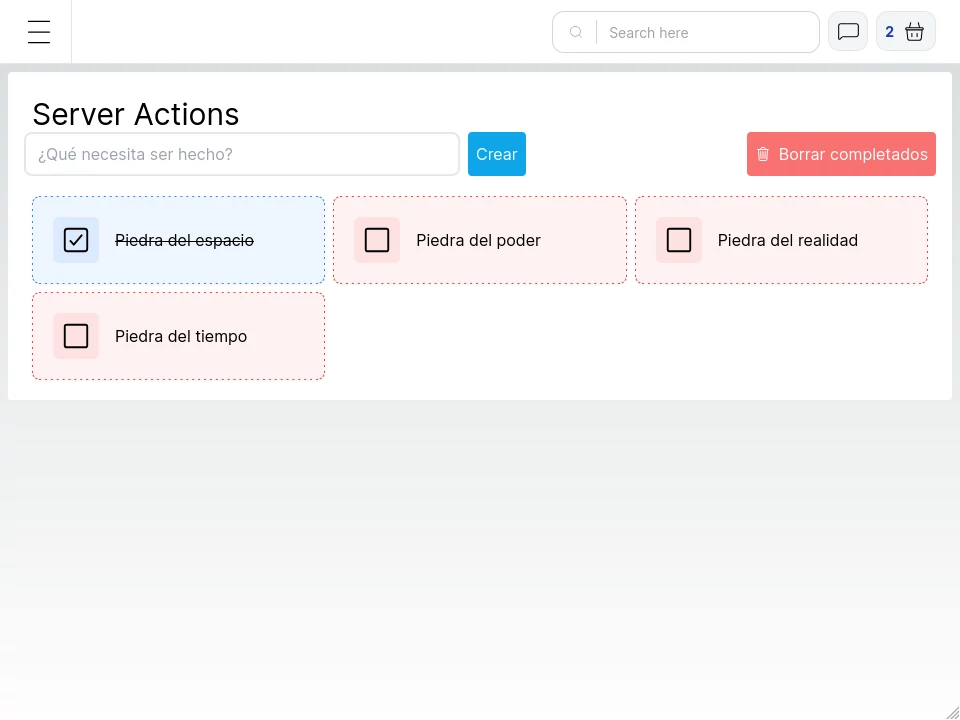 Search here
2
Server Actions
¿Qué necesita ser hecho?
Crear
Borrar completados
Piedra del espacio
Piedra del poder
Piedra del realidad
Piedra del tiempo